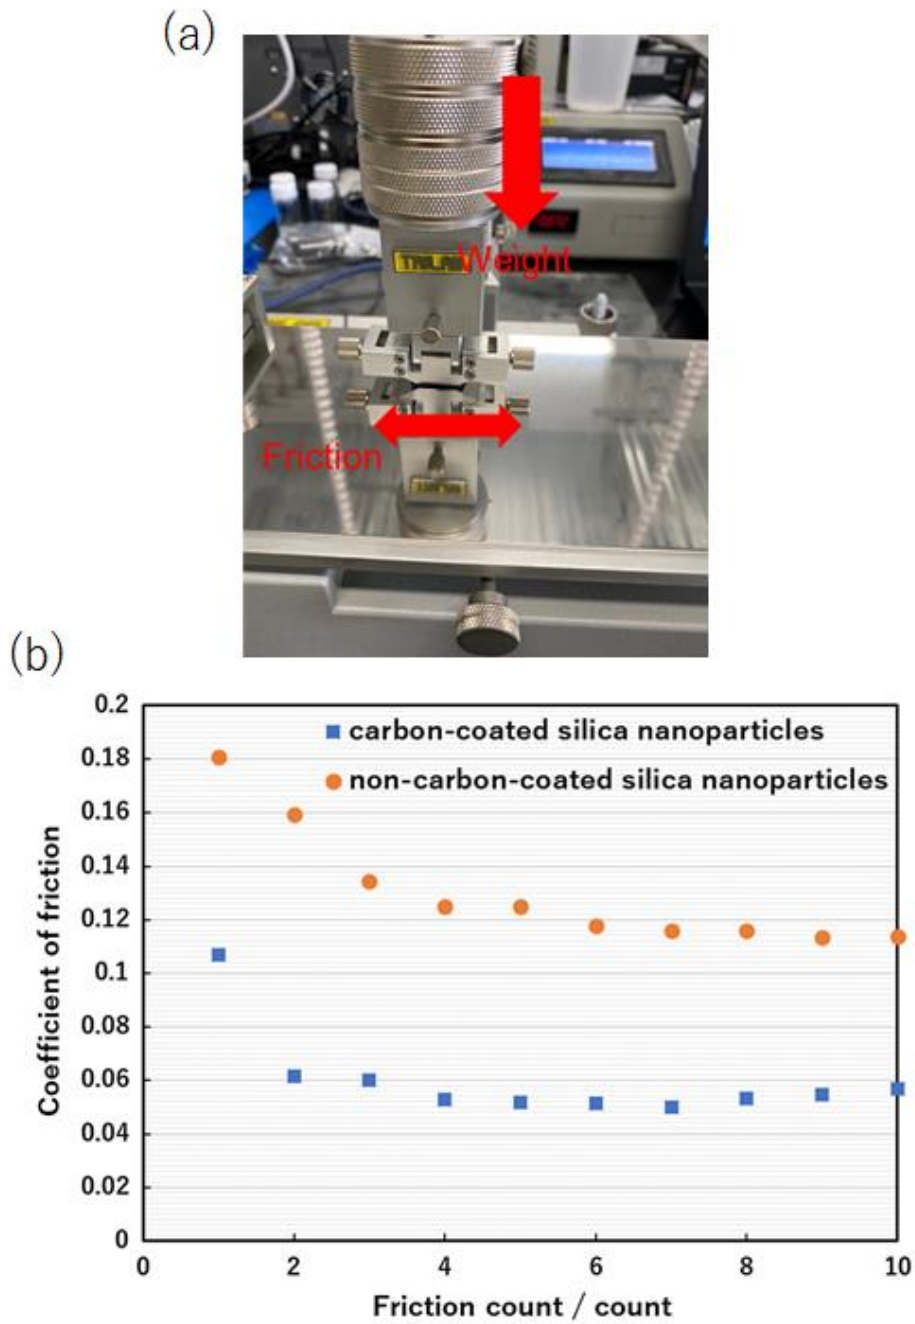 (a)
Weight
Friction
(b)
0.2
0.18
0.16
0.14
0.12
0.1
0.08
0.06
0.04
0.02
0
carbon-coated silica nanoparticles
non-carbon-coated silica nanoparticles
Coefficient of friction
0 2 4 6 8 10
Friction count / count